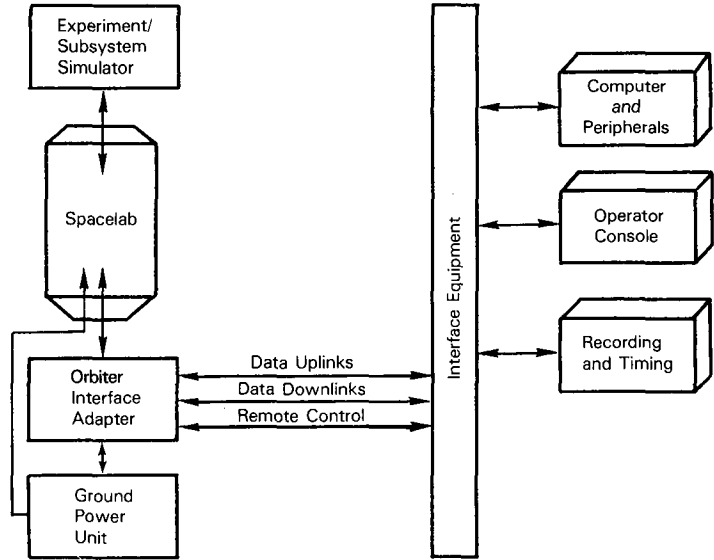 Experiment/
Subsystem
Simulator
Spacelab
Orbiter
Interface
Adapter
Ground
Power
Unit
Data Uplinks
Data Downlinks
Remote Control
Interface Equipment
Computer
and
Peripherals
Operator
Console
Recording
and Timing